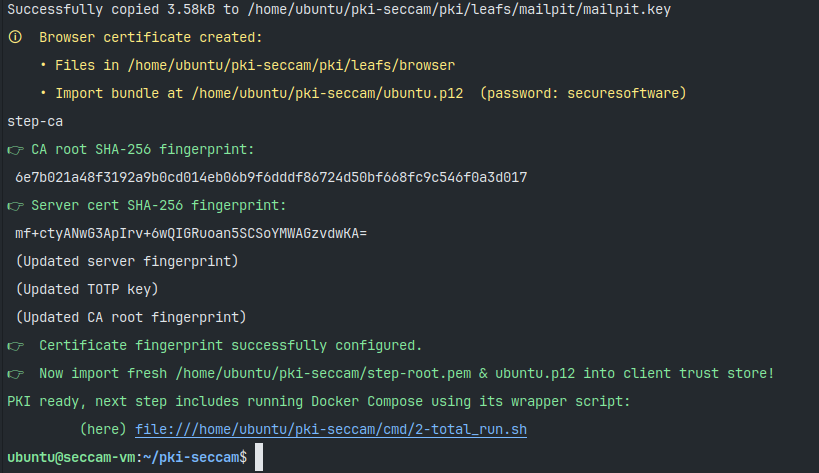 Successfully copied 3.58kB to /home/ubuntu/pki-seccam/pki/leafs/mailpit/mailpit.key
ⓘ Browser certificate created:
• Files in /home/ubuntu/pki-seccam/pki/leafs/browser
• Import bundle at /home/ubuntu/pki-seccam/ubuntu.p12 (password: securesoftware)
step-ca
👉 CA root SHA-256 fingerprint:
6e7b021a48f3192a9b0cd014eb06b9f6dddf86724d50bf668fc9c546f0a3d017
👉 Server cert SHA-256 fingerprint:
mf+ctyANwG3ApIrv+6wQIGRuoan5SCSoYMWAGzvdwKA=
(Updated server fingerprint)
(Updated TOTP key)
(Updated CA root fingerprint)
👉 Certificate fingerprint successfully configured.
👉 Now import fresh /home/ubuntu/pki-seccam/step-root.pem & ubuntu.p12 into client trust store!
PKI ready, next step includes running Docker Compose using its wrapper script:
(here) file:///home/ubuntu/pki-seccam/cmd/2-total_run.sh
ubuntu@seccam-vm:~/pki-seccam$